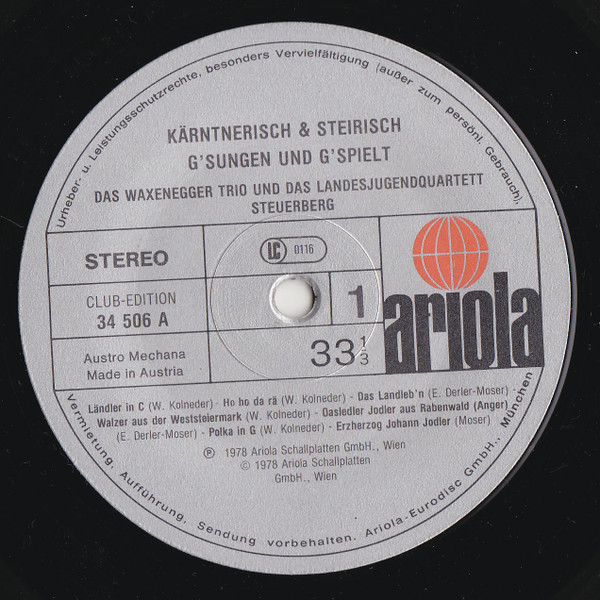 Urheber- u. Leistungsschutzrechte, besonders Vervielfältigung (außer zum persönl. Gebrauch),
KÄRNTNERISCH & STEIRISCH
G'SUNGEN UND G'SPIELT
DAS WAXENEGGER TRIO UND DAS LANDESJUGENDQUARTETT
STEUERBERG
STEREO
LC 0116
CLUB-EDITION
34 506 A
1
ariola
Austro Mechana
Made in Austria
33 1/3
Ländler in C (W. Kolneder) - Ho ho da rä (W. Kolneder) - Das Landleb'n (E. Derler-Moser) -
Walzer aus der Weststeiermark (W. Kolneder) - Oasiedler Jodler aus Rabenwald (Anger)
(E. Derler-Moser) - Polka in G (W. Kolneder) - Erzherzog Johann Jodler (Moser)
℗ 1978 Ariola Schallplatten GmbH., Wien
© 1978 Ariola Schallplatten
GmbH., Wien
Vermietung, Aufführung, Sendung vorbehalten. Ariola-Eurodisc GmbH., München